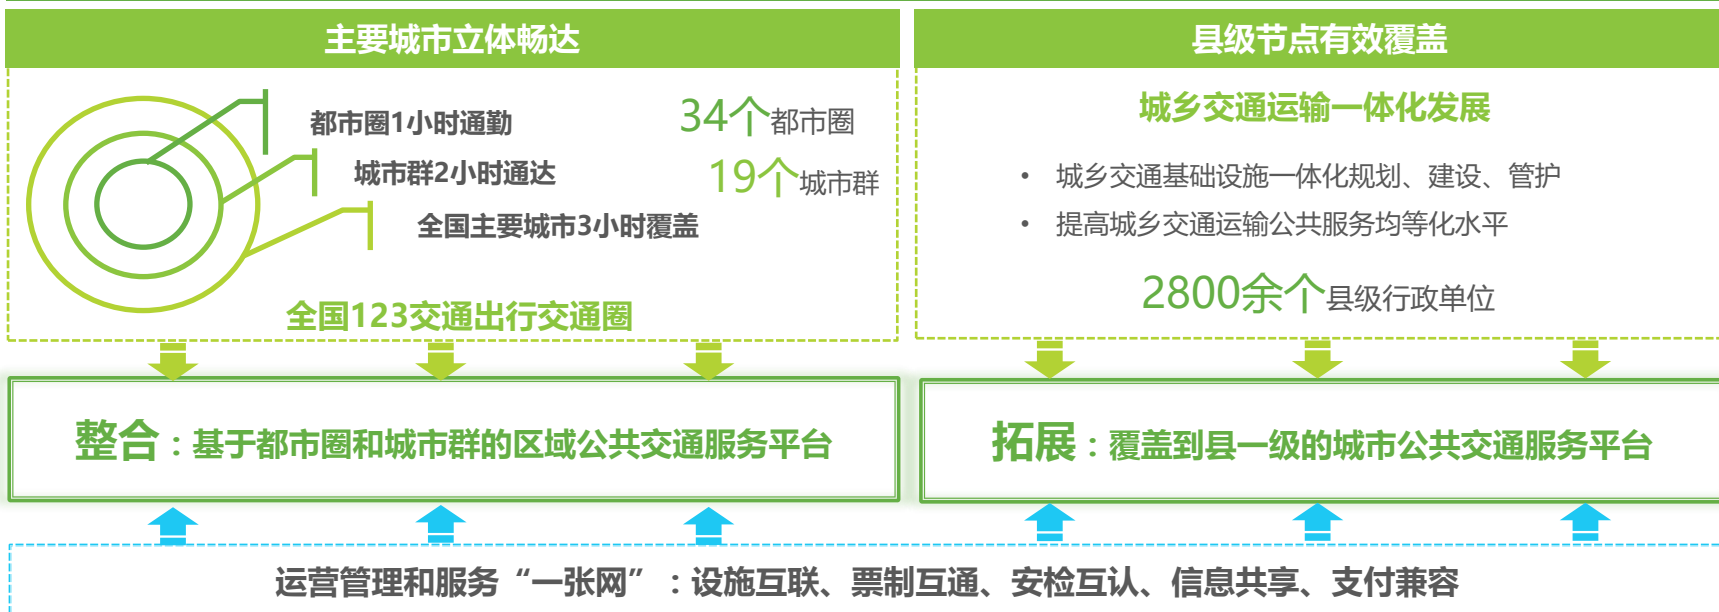 主要城市立体畅达
都市圈1小时通勤
城市群2小时通达
全国主要城市3小时覆盖
34个都市圈
19个城市群
全国123交通出行交通圈
县级节点有效覆盖
城乡交通运输一体化发展
• 城乡交通基础设施一体化规划、建设、管护
• 提高城乡交通运输公共服务均等化水平
2800余个县级行政单位
整合：基于都市圈和城市群的区域公共交通服务平台
拓展：覆盖到县一级的城市公共交通服务平台
运营管理和服务“一张网”：设施互联、票制互通、安检互认、信息共享、支付兼容